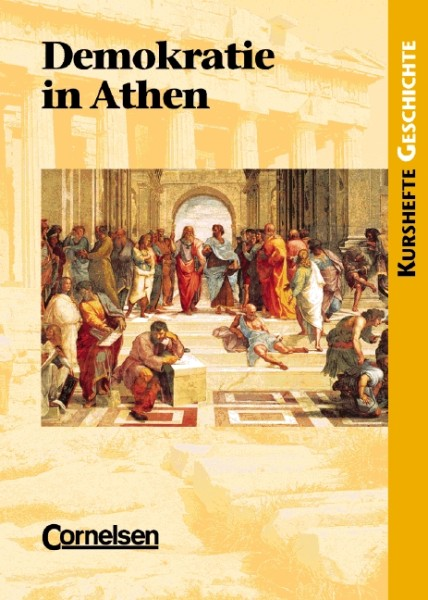 Demokratie
in Athen
KURSHEFTE GESCHICHTE
Cornelsen